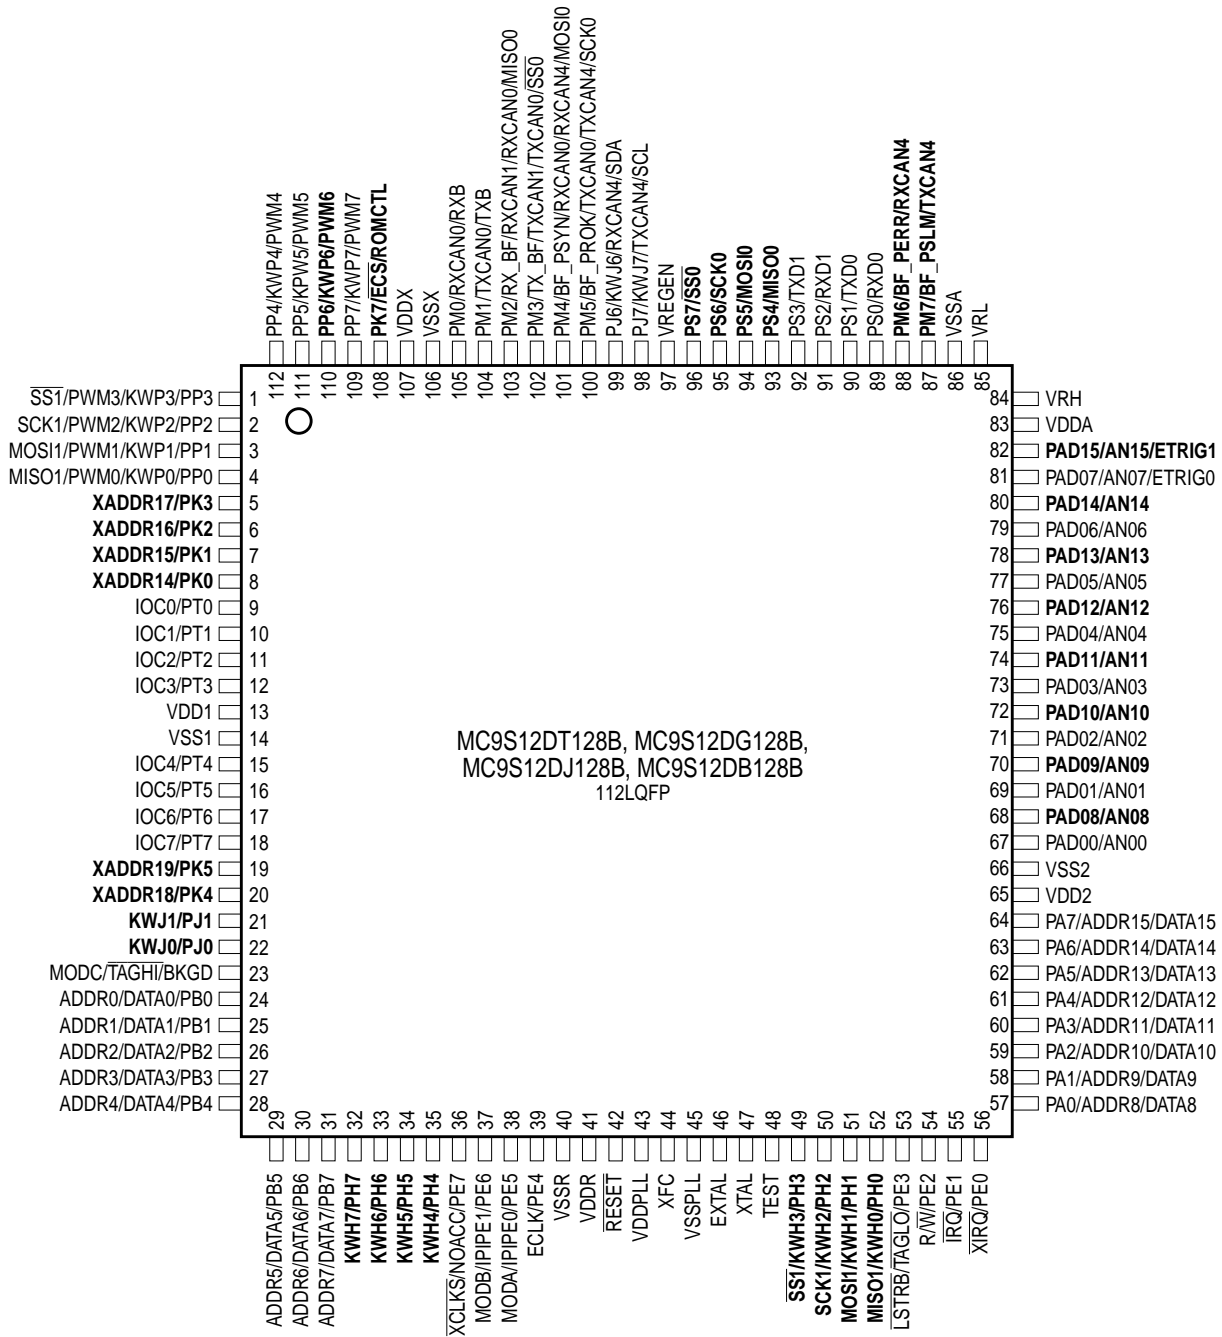 PP4/KWP4/PWM4
PP5/KPW5/PWM5
PP6/KWP6/PWM6
PP7/KWP7/PWM7
PK7/ECS/ROMCTL
VDDX
VSSX
PM0/RXCAN0/RXB
PM1/TXCAN0/TXB
PM2/RX_BF/RXCAN1/RXCAN0/MISO0
PM3/TX_BF/TXCAN1/TXCAN0/SS0
PM4/BF_PSYN/RXCAN0/RXCAN4/MOSI0
PM5/BF_PROK/TXCAN0/TXCAN4/SCK0
PJ6/KWJ6/RXCAN4/SDA
PJ7/KWJ7/TXCAN4/SCL
VREGEN
PS7/SS0
PS6/SCK0
PS5/MOSI0
PS4/MISO0
PS3/TXD1
PS2/RXD1
PS1/TXD0
PS0/RXD0
PM6/BF_PERR/RXCAN4
PM7/BF_PSLM/TXCAN4
VSSA
VRL
112
111
110
109
108
107
106
105
104
103
102
101
100
99
98
97
96
95
94
93
92
91
90
89
88
87
86
85
SS1/PWM3/KWP3/PP3 1
SCK1/PWM2/KWP2/PP2 2
MOSI1/PWM1/KWP1/PP1 3
MISO1/PWM0/KWP0/PP0 4
XADDR17/PK3 5
XADDR16/PK2 6
XADDR15/PK1 7
XADDR14/PK0 8
IOC0/PT0 9
IOC1/PT1 10
IOC2/PT2 11
IOC3/PT3 12
VDD1 13
VSS1 14
IOC4/PT4 15
IOC5/PT5 16
IOC6/PT6 17
IOC7/PT7 18
XADDR19/PK5 19
XADDR18/PK4 20
KWJ1/PJ1 21
KWJ0/PJ0 22
MODC/TAGHI/BKGD 23
ADDR0/DATA0/PB0 24
ADDR1/DATA1/PB1 25
ADDR2/DATA2/PB2 26
ADDR3/DATA3/PB3 27
ADDR4/DATA4/PB4 28
MC9S12DT128B, MC9S12DG128B,
MC9S12DJ128B, MC9S12DB128B
112LQFP
84 VRH
83 VDDA
82 PAD15/AN15/ETRIG1
81 PAD07/AN07/ETRIG0
80 PAD14/AN14
79 PAD06/AN06
78 PAD13/AN13
77 PAD05/AN05
76 PAD12/AN12
75 PAD04/AN04
74 PAD11/AN11
73 PAD03/AN03
72 PAD10/AN10
71 PAD02/AN02
70 PAD09/AN09
69 PAD01/AN01
68 PAD08/AN08
67 PAD00/AN00
66 VSS2
65 VDD2
64 PA7/ADDR15/DATA15
63 PA6/ADDR14/DATA14
62 PA5/ADDR13/DATA13
61 PA4/ADDR12/DATA12
60 PA3/ADDR11/DATA11
59 PA2/ADDR10/DATA10
58 PA1/ADDR9/DATA9
57 PA0/ADDR8/DATA8
29
30
31
32
33
34
35
36
37
38
39
40
41
42
43
44
45
46
47
48
49
50
51
52
53
54
55
56
ADDR5/DATA5/PB5
ADDR6/DATA6/PB6
ADDR7/DATA7/PB7
KWH7/PH7
KWH6/PH6
KWH5/PH5
KWH4/PH4
XCLKS/NOACC/PE7
MODB/IPIPE1/PE6
MODA/IPIPE0/PE5
ECLK/PE4
VSSR
VDDR
RESET
VDDPLL
XFC
VSSPLL
EXTAL
XTAL
TEST
SS1/KWH3/PH3
SCK1/KWH2/PH2
MOSI1/KWH1/PH1
MISO1/KWH0/PH0
LSTRB/TAGLO/PE3
R/W/PE2
IRQ/PE1
XIRQ/PE0